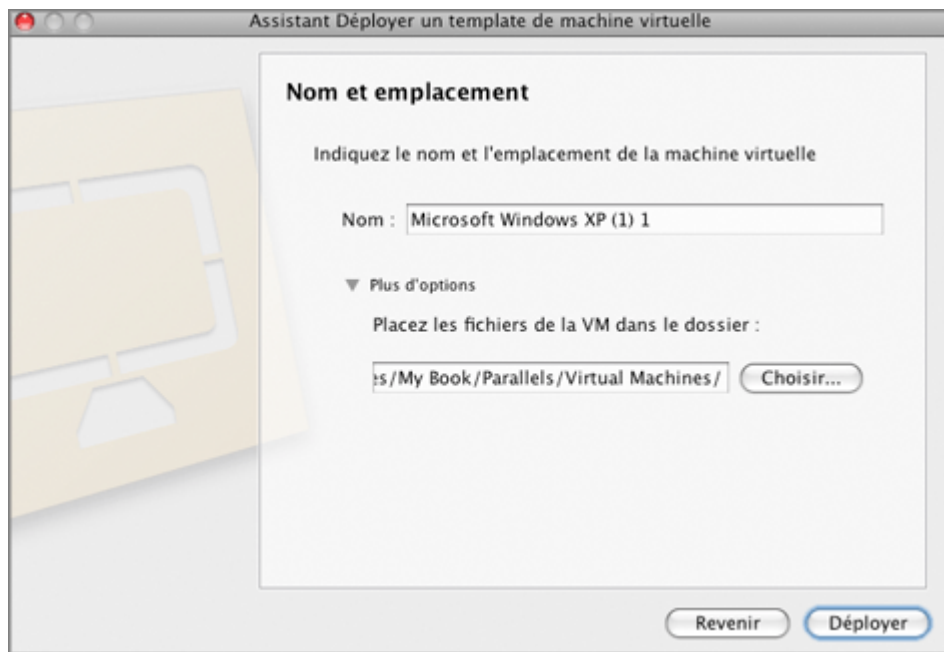 Assistant Déployer un template de machine virtuelle
Nom et emplacement
Indiquez le nom et l'emplacement de la machine virtuelle
Nom : Microsoft Windows XP (1) 1
Plus d'options
Placez les fichiers de la VM dans le dossier :
es/My Book/Parallels/Virtual Machines/ Choisir...
Revenir Déployer